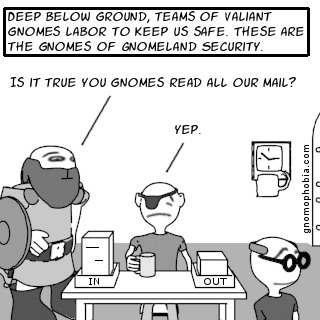 DEEP BELOW GROUND, TEAMS OF VALIANT
GNOMES LABOR TO KEEP US SAFE. THESE ARE
THE GNOMES OF GNOMELAND SECURITY.
IS IT TRUE YOU GNOMES READ ALL OUR MAIL?
YEP.
gnomophobia.com
IN
OUT